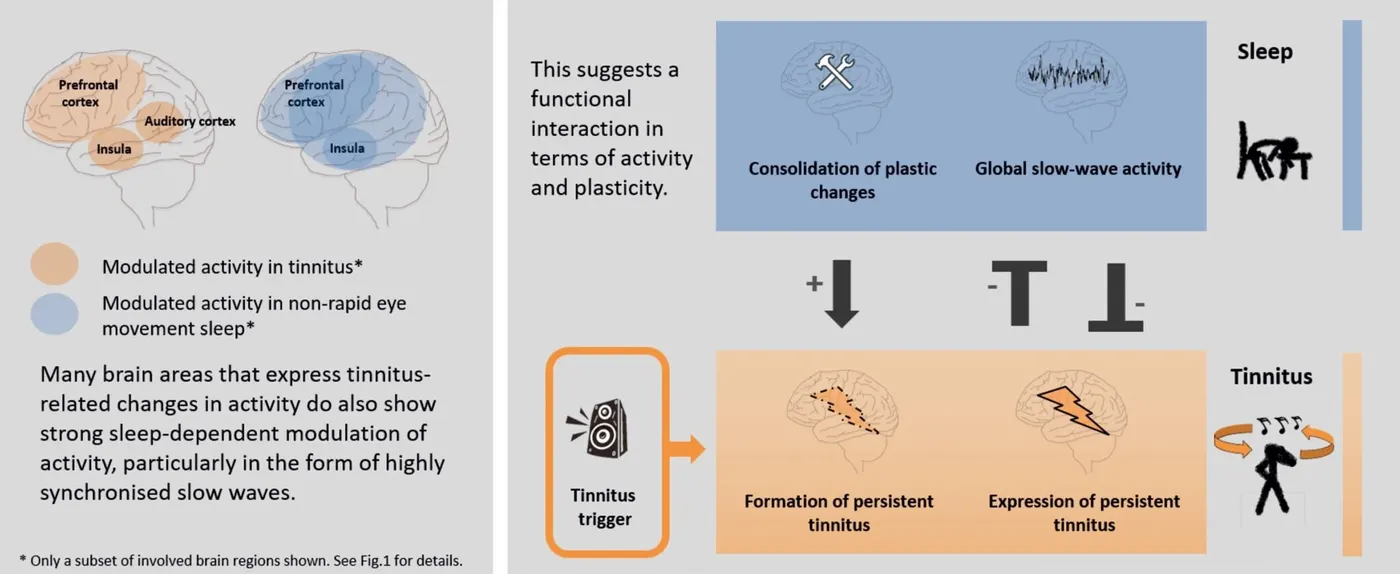 Prefrontal
cortex
Auditory cortex
Insula
Prefrontal
cortex
Insula
Modulated activity in tinnitus*
Modulated activity in non-rapid eye
movement sleep*
Many brain areas that express tinnitus-
related changes in activity do also show
strong sleep-dependent modulation of
activity, particularly in the form of highly
synchronised slow waves.
* Only a subset of involved brain regions shown. See Fig.1 for details.
This suggests a
functional
interaction in
terms of activity
and plasticity.
Consolidation of plastic
changes
Global slow-wave activity
Sleep
+
-
-
Tinnitus
trigger
Formation of persistent
tinnitus
Expression of persistent
tinnitus
Tinnitus